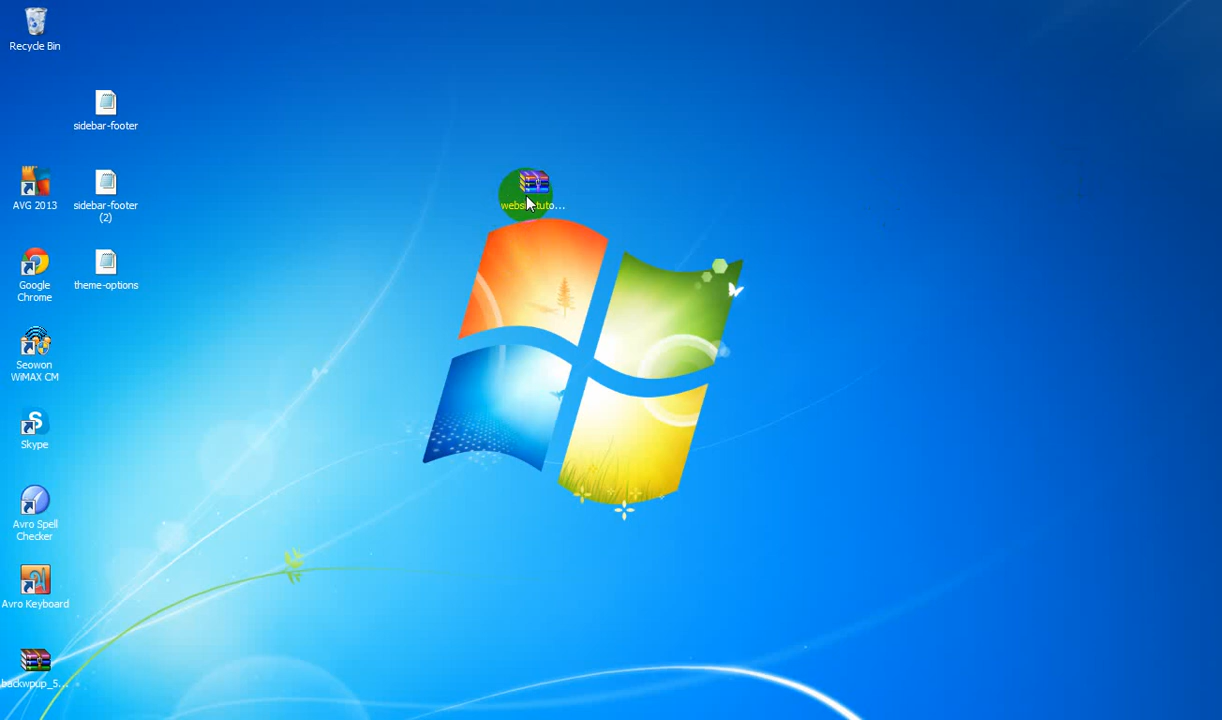 Recycle Bin
sidebar-footer
AVG 2013
sidebar-footer
(2)
Google
Chrome
theme-options
Seowon
WiMAX CM
Skype
Avro Spell
Checker
Avro Keyboard
backwpup_5...